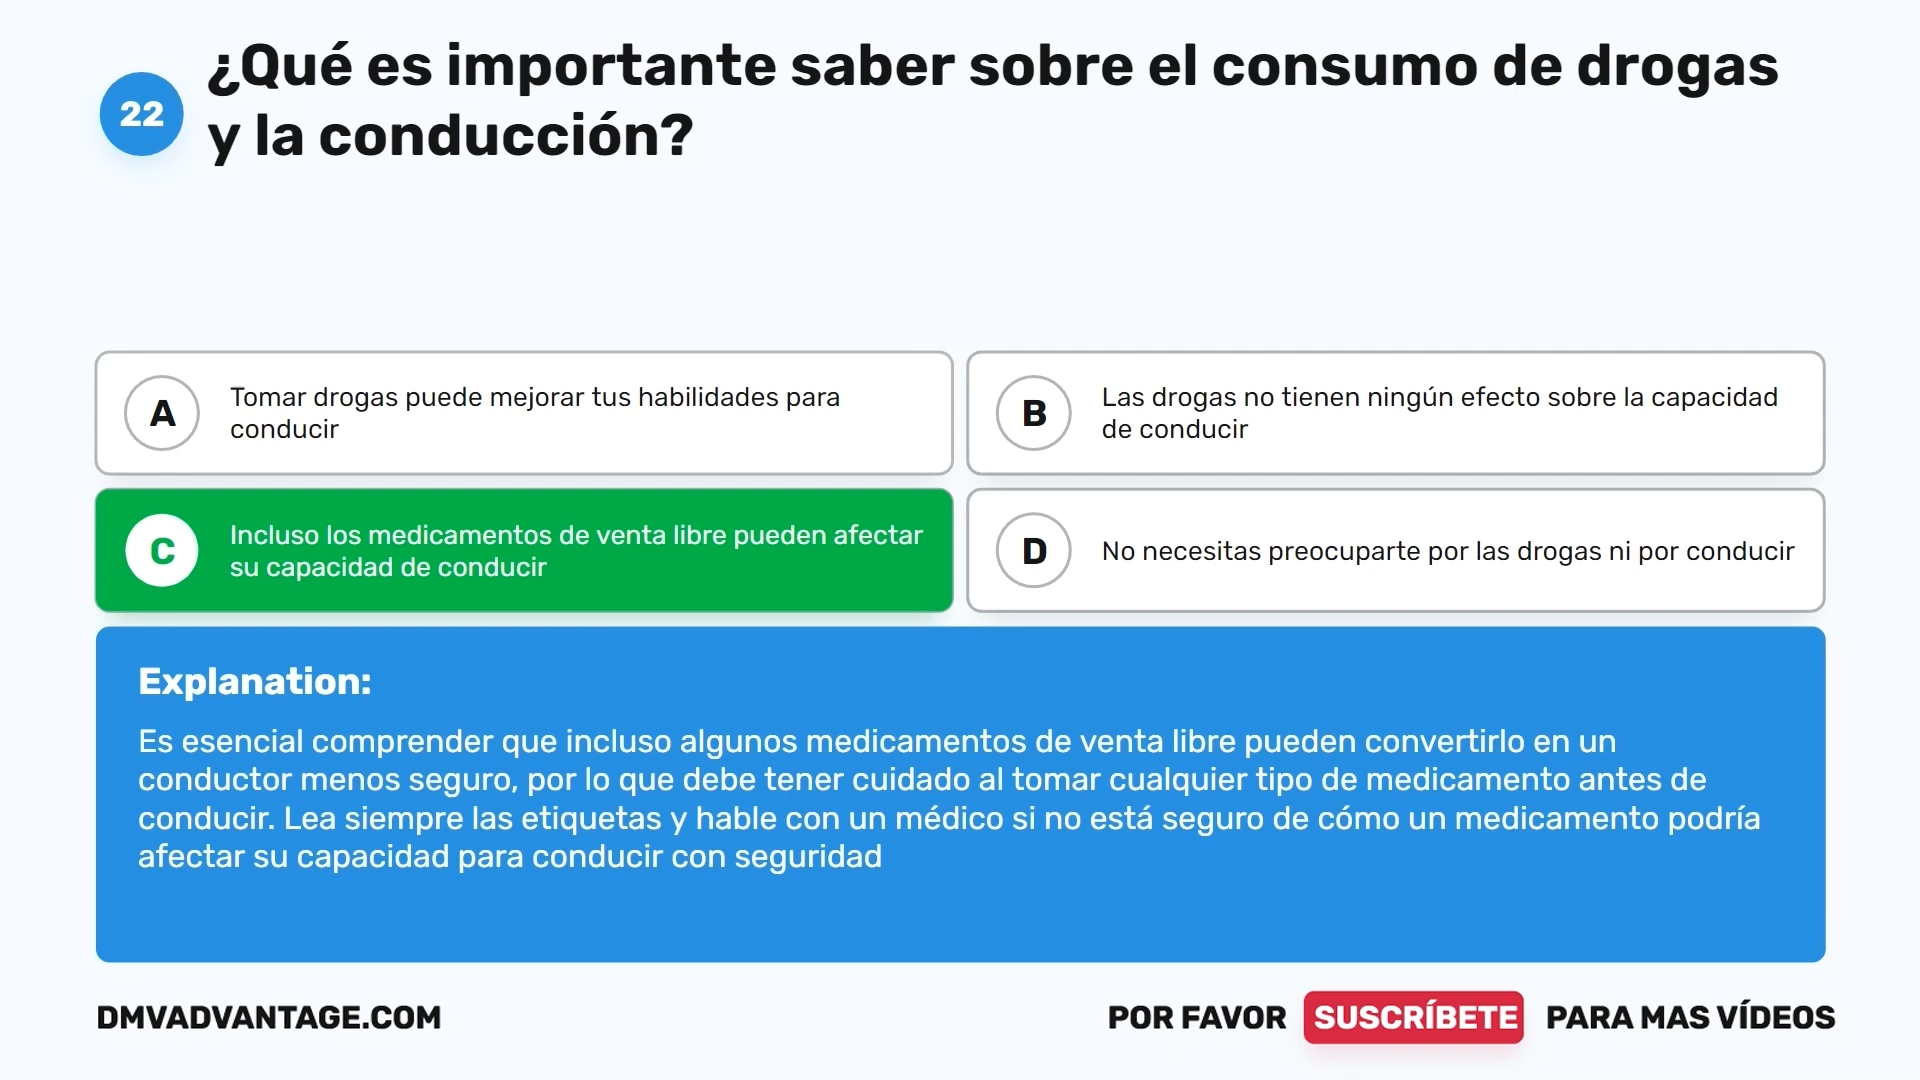 22
¿Qué es importante saber sobre el consumo de drogas
y la conducción?
A
Tomar drogas puede mejorar tus habilidades para
conducir
B
Las drogas no tienen ningún efecto sobre la capacidad
de conducir
C
Incluso los medicamentos de venta libre pueden afectar
su capacidad de conducir
D
No necesitas preocuparte por las drogas ni por conducir
Explanation:
Es esencial comprender que incluso algunos medicamentos de venta libre pueden convertirlo en un
conductor menos seguro, por lo que debe tener cuidado al tomar cualquier tipo de medicamento antes de
conducir. Lea siempre las etiquetas y hable con un médico si no está seguro de cómo un medicamento podría
afectar su capacidad para conducir con seguridad
DMVADVANTAGE.COM
POR FAVOR SUSCRÍBETE PARA MAS VÍDEOS